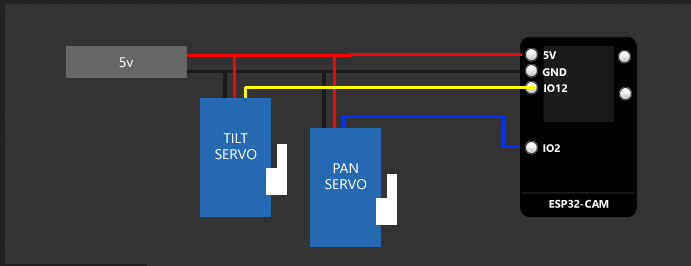 5v
5V
GND
IO12
TILT
SERVO
PAN
SERVO
IO2
ESP32-CAM